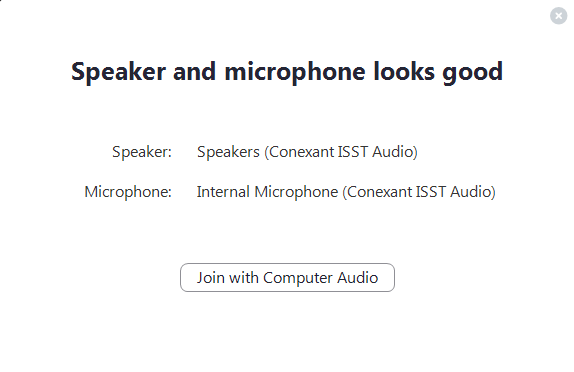 Speaker and microphone looks good
Speaker: Speakers (Conexant ISST Audio)
Microphone: Internal Microphone (Conexant ISST Audio)
Join with Computer Audio